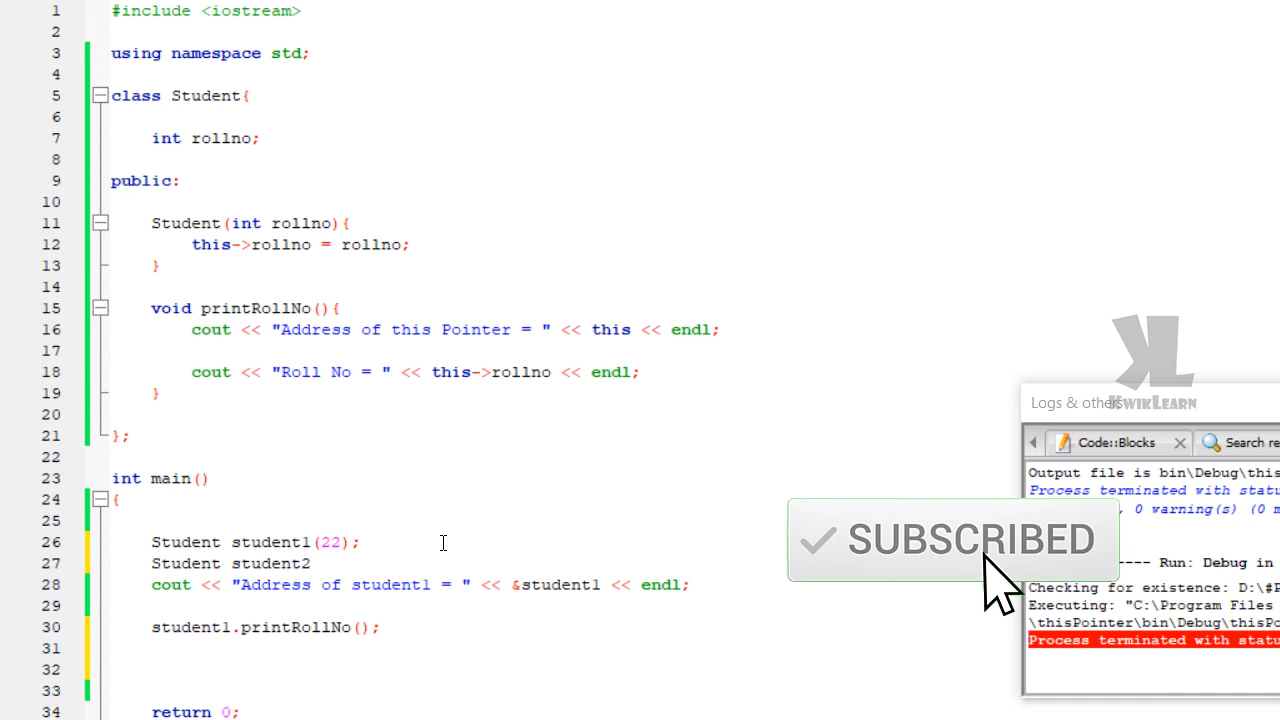 1 #include <iostream>
2
3 using namespace std;
4
5 class Student{
6
7 int rollno;
8
9 public:
10
11 Student(int rollno){
12 this->rollno = rollno;
13 }
14
15 void printRollNo(){
16 cout << "Address of this Pointer = " << this << endl;
17
18 cout << "Roll No = " << this->rollno << endl;
19 }
20
21 };
22
23 int main()
24 {
25
26 Student student1(22);
27 Student student2
28 cout << "Address of student1 = " << &student1 << endl;
29
30 student1.printRollNo();
31
32
33
34 return 0;
KL
KWIKLEARN
Logs & others
Code::Blocks
Search re
Output file is bin\Debug\this
Process terminated with statu
, 0 warning(s) (0 m
SUBSCRIBED
---- Run: Debug in
Checking for existence: D:\#P
Executing: "C:\Program Files
\thisPointer\bin\Debug\thisPo
Process terminated with statu